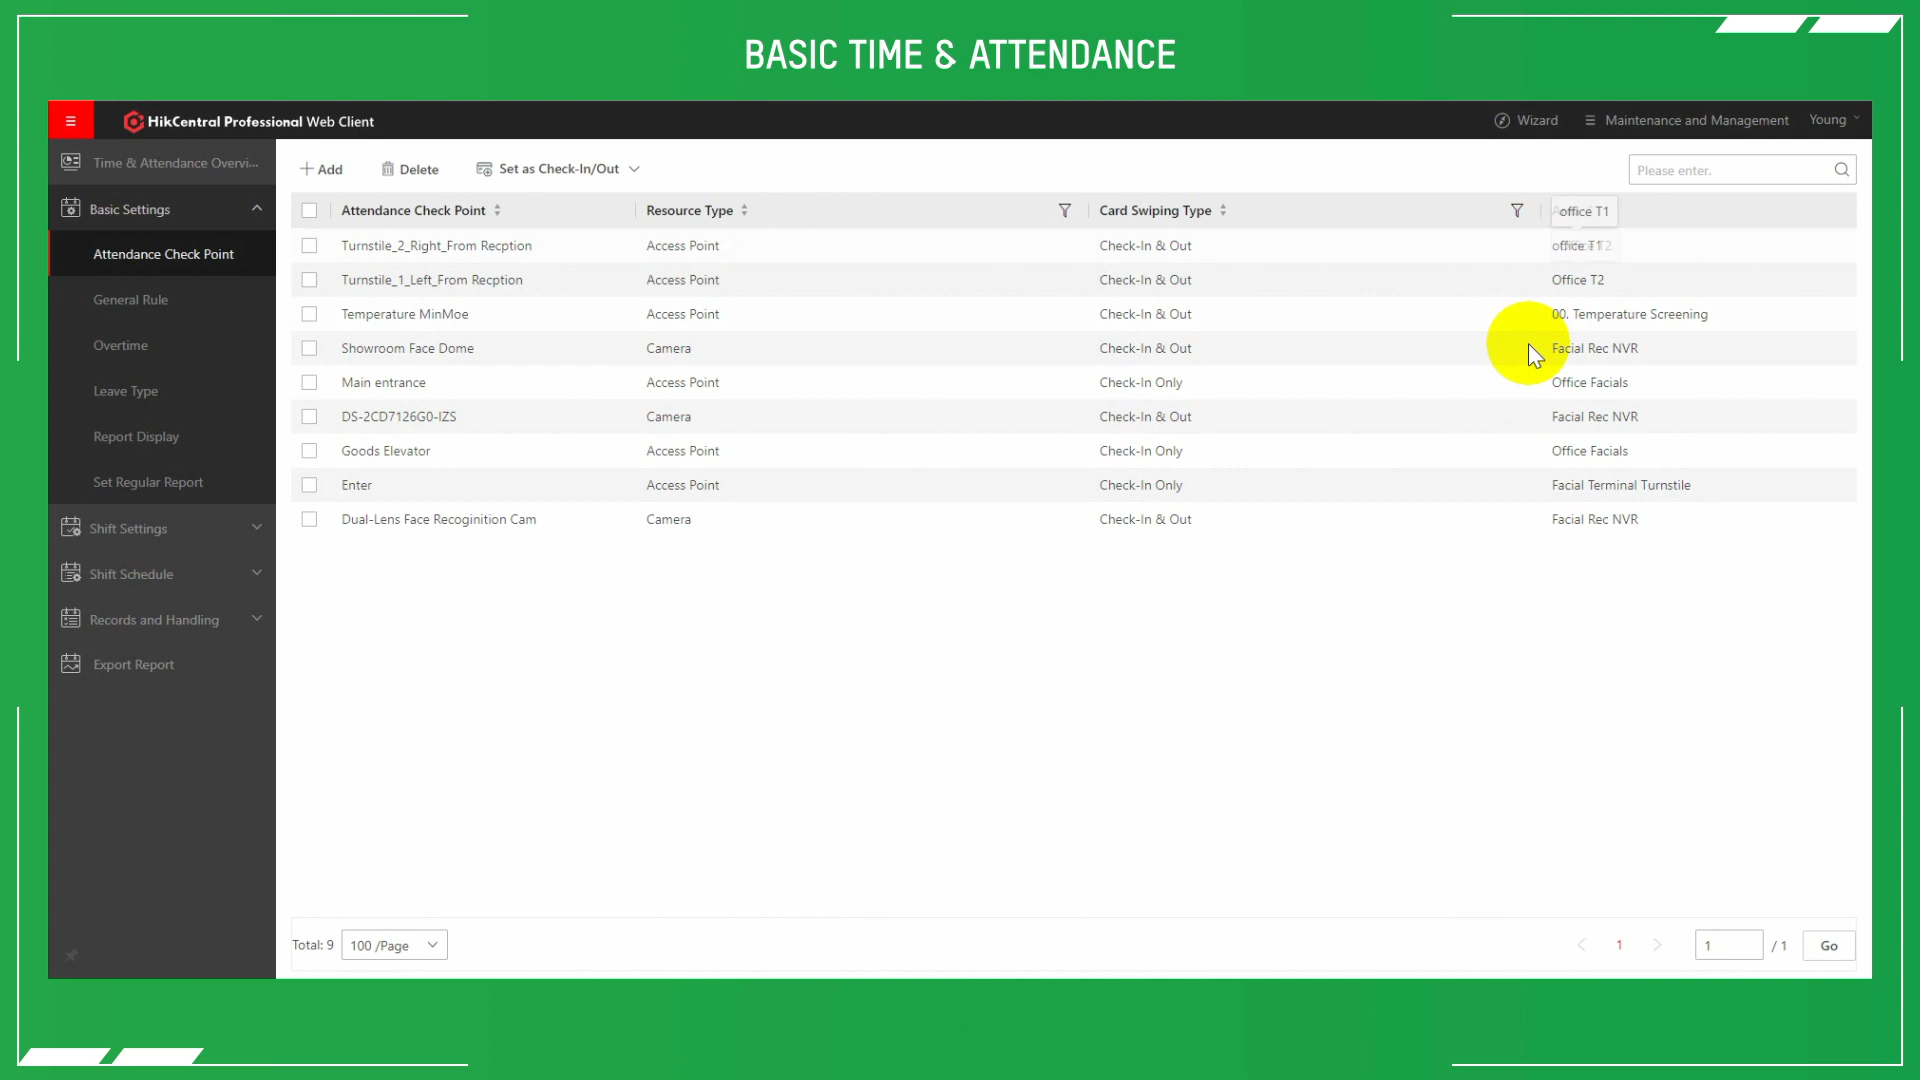 BASIC TIME & ATTENDANCE
HikCentral Professional Web Client
Wizard
Maintenance and Management
Young
Time & Attendance Overvi...
Basic Settings
Attendance Check Point
General Rule
Overtime
Leave Type
Report Display
Set Regular Report
Shift Settings
Shift Schedule
Records and Handling
Export Report
Add Delete Set as Check-In/Out Please enter.
Attendance Check Point Resource Type Card Swiping Type office T1
Turnstile_2_Right_From Recption Access Point Check-In & Out office T1
Turnstile_1_Left_From Recption Access Point Check-In & Out Office T2
Temperature MinMoe Access Point Check-In & Out 00. Temperature Screening
Showroom Face Dome Camera Check-In & Out Facial Rec NVR
Main entrance Access Point Check-In Only Office Facials
DS-2CD7126G0-IZS Camera Check-In & Out Facial Rec NVR
Goods Elevator Access Point Check-In Only Office Facials
Enter Access Point Check-In Only Facial Terminal Turnstile
Dual-Lens Face Recoginition Cam Camera Check-In & Out Facial Rec NVR
Total: 9 100 /Page 1 1 / 1 Go